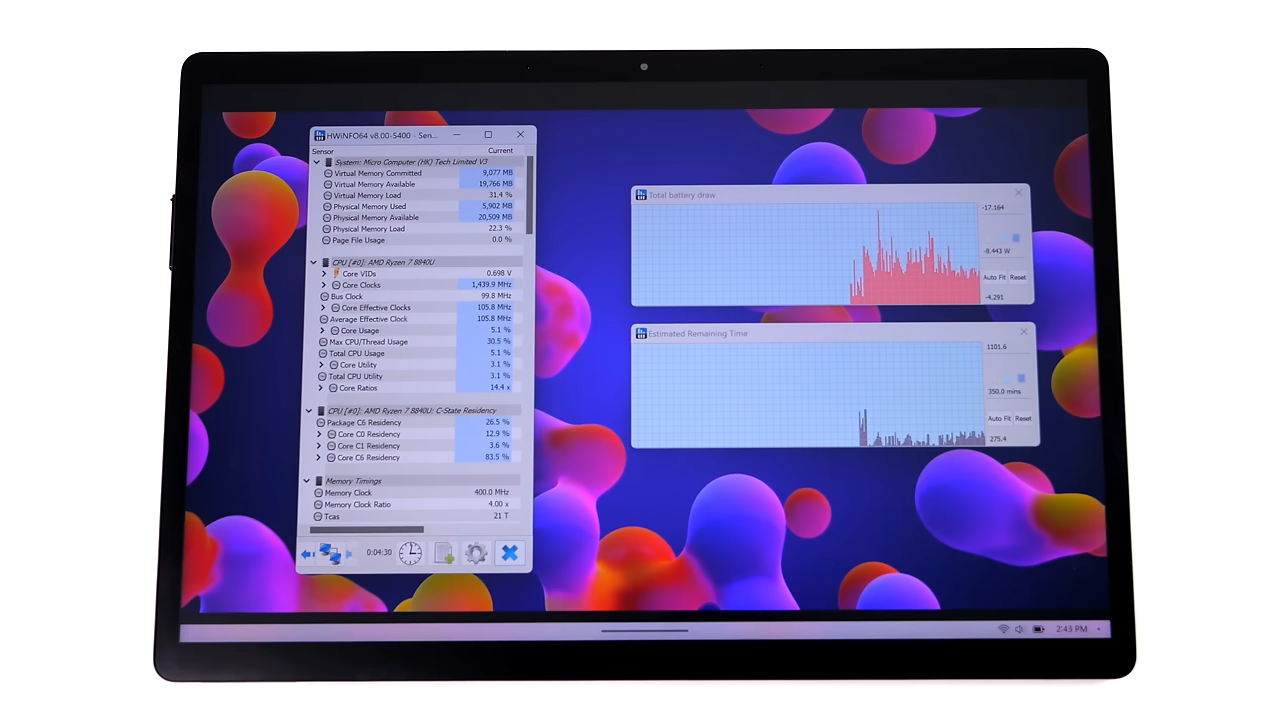 HWiNFO64 v8.00-5400 - Sen...
Sensor Current
System: Micro Computer (HK) Tech Limited V3
Virtual Memory Committed 9,077 MB
Virtual Memory Available 19,766 MB
Virtual Memory Load 31.4 %
Physical Memory Used 5,902 MB
Physical Memory Available 20,509 MB
Physical Memory Load 22.3 %
Page File Usage 0.0 %
CPU [#0]: AMD Ryzen 7 8840U
Core VIDs 0.698 V
Core Clocks 1,439.9 MHz
Bus Clock 99.8 MHz
Core Effective Clocks 105.8 MHz
Average Effective Clock 105.8 MHz
Core Usage 5.1 %
Max CPU/Thread Usage 30.5 %
Total CPU Usage 5.1 %
Core Utility 3.1 %
Total CPU Utility 3.1 %
Core Ratios 14.4 x
CPU [#0]: AMD Ryzen 7 8840U: C-State Residency
Package C6 Residency 26.5 %
Core C0 Residency 12.9 %
Core C1 Residency 3.6 %
Core C6 Residency 83.5 %
Memory Timings
Memory Clock 400.0 MHz
Memory Clock Ratio 4.00 x
Tcas 21 T
0:04:30
Total battery draw
-17.164
-8.443 W
Auto Fit Reset
-4.291
Estimated Remaining Time
1101.6
350.0 mins
Auto Fit Reset
275.4
2:43 PM